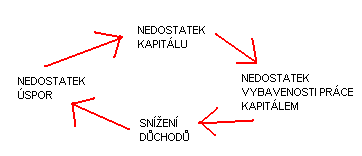 NEDOSTATEK
KAPITÁLU
NEDOSTATEK
VYBAVENOSTI PRÁCE
KAPITÁLEM
SNÍŽENÍ
DŮCHODŮ
NEDOSTATEK
ÚSPOR